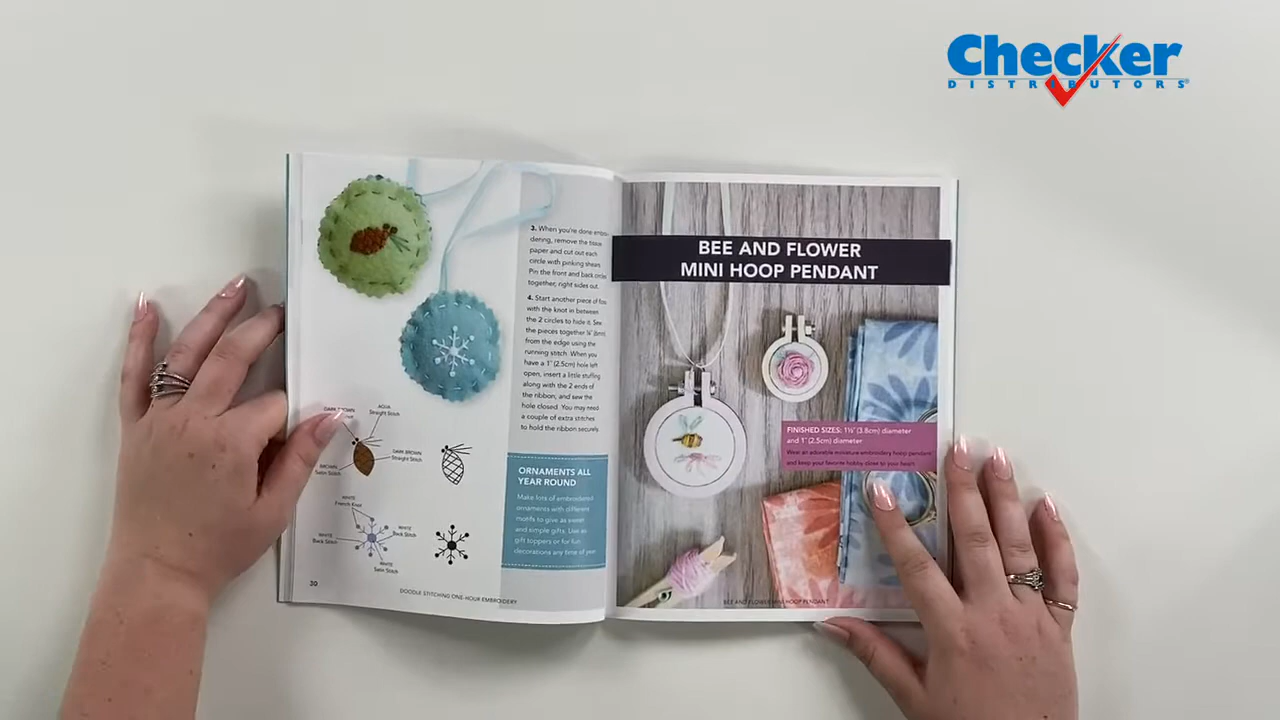 Checker
DISTRIBUTORS
3. When you're done embroi-
dering, remove the tissue
paper and cut out each
circle with pinking shears.
Pin the front and back circles
together, right sides out.
4. Start another piece of floss
with the knot in between
the 2 circles to hide it. Sew
the pieces together ¼" (6mm)
from the edge using the
running stitch. When you
have a 1" (2.5cm) hole left
open, insert a little stuffing
along with the 2 ends of
the ribbon, and sew the
hole closed. You may need
a couple of extra stitches
to hold the ribbon securely.
DARK BROWN
AQUA
Straight Stitch
DARK BROWN
Straight Stitch
BROWN
Satin Stitch
WHITE
French Knot
WHITE
Back Stitch
WHITE
Back Stitch
WHITE
Satin Stitch
ORNAMENTS ALL
YEAR ROUND
Make lots of embroidered
ornaments with different
motifs to give as sweet
and simple gifts. Use as
gift toppers or for fun
decorations any time of year.
30
DOODLE STITCHING ONE-HOUR EMBROIDERY
BEE AND FLOWER
MINI HOOP PENDANT
FINISHED SIZES: 1½" (3.8cm) diameter
and 1" (2.5cm) diameter
Wear an adorable miniature embroidery hoop pendant
and keep your favorite hobby close to your heart.
BEE AND FLOWER MINI HOOP PENDANT